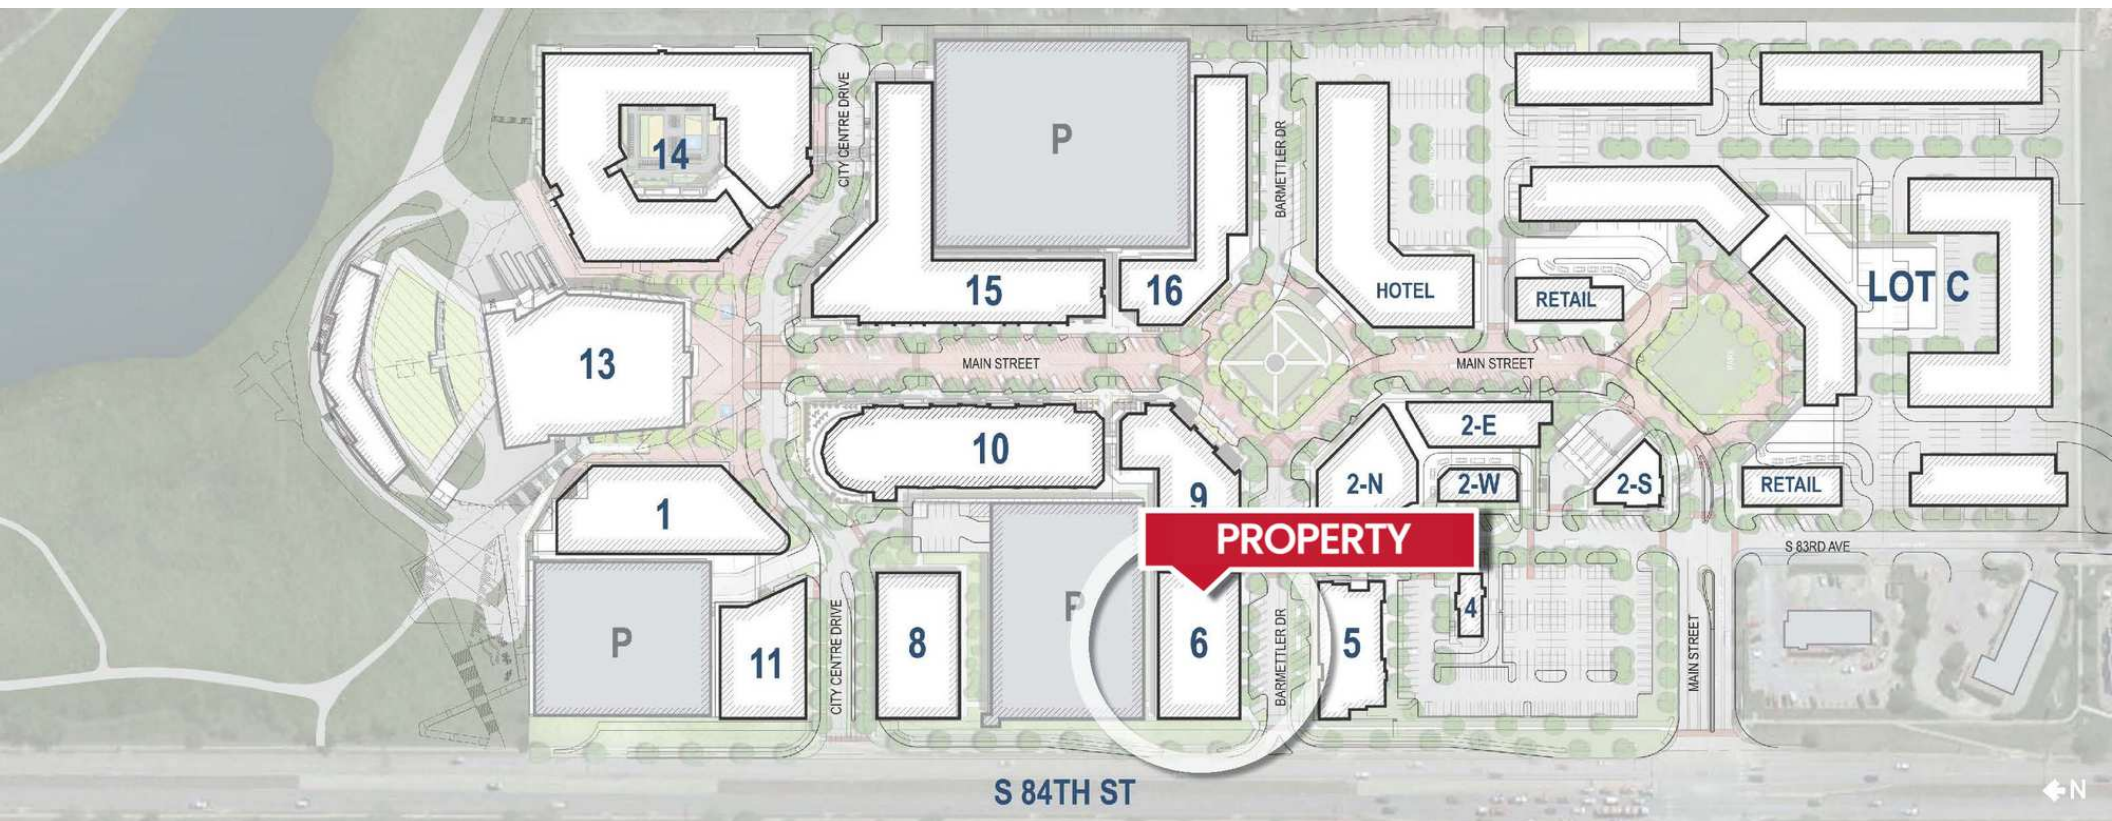 14
CITY CENTRE DRIVE
P
BARMETTLER DR
15
16
HOTEL
RETAIL
LOT C
13
MAIN STREET
MAIN STREET
10
9
2-N
2-E
2-W
2-S
RETAIL
1
PROPERTY
S 83RD AVE
P
11
CITY CENTRE DRIVE
8
P
6
BARMETTLER DR
5
4
MAIN STREET
S 84TH ST
N